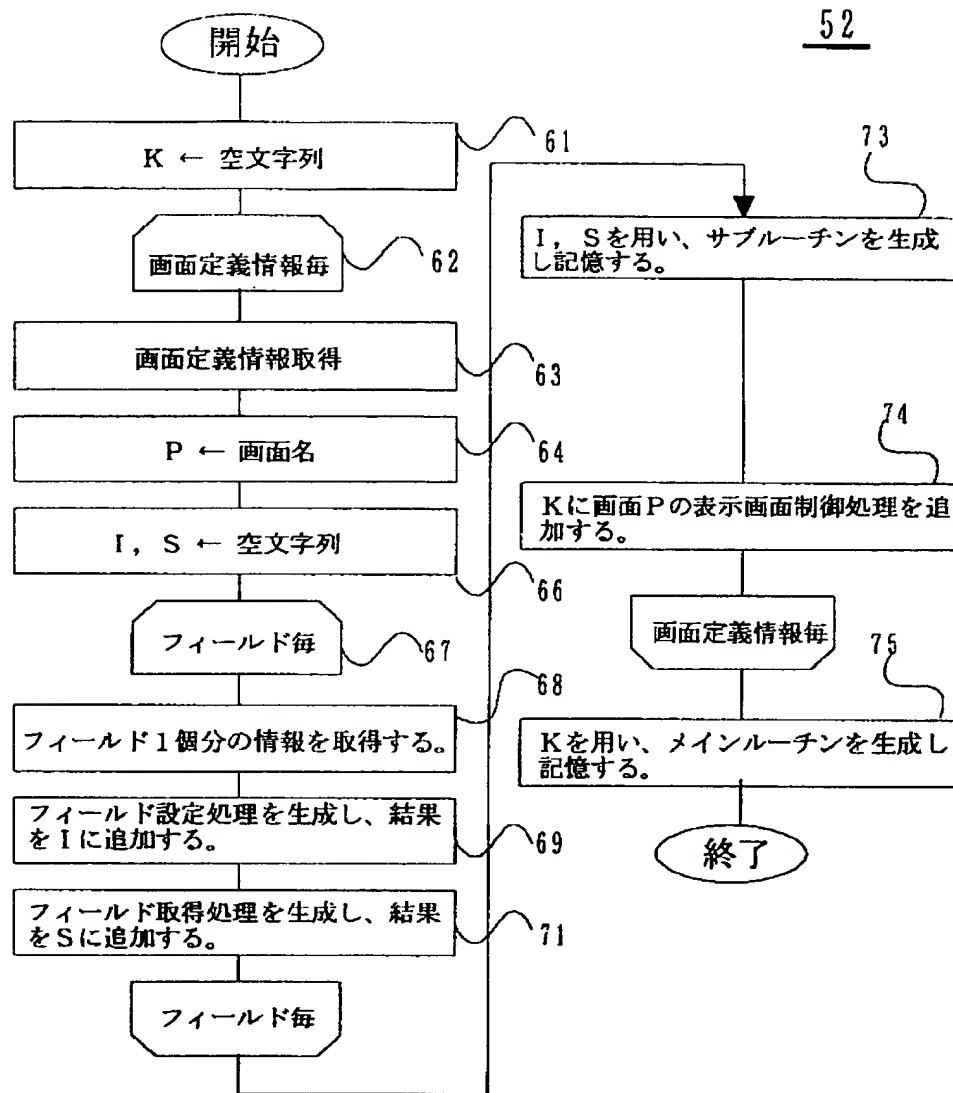 52
開始
K ← 空文字列
61
画面定義情報毎
62
画面定義情報取得
63
P ← 画面名
64
I, S ← 空文字列
66
フィールド毎
67
フィールド1個分の情報を取得する。
68
フィールド設定処理を生成し、結果
をIに追加する。
69
フィールド取得処理を生成し、結果
をSに追加する。
71
フィールド毎
73
I, Sを用い、サブルーチンを生成
し記憶する。
74
Kに画面Pの表示画面制御処理を追
加する。
画面定義情報毎
75
Kを用い、メインルーチンを生成し
記憶する。
終了